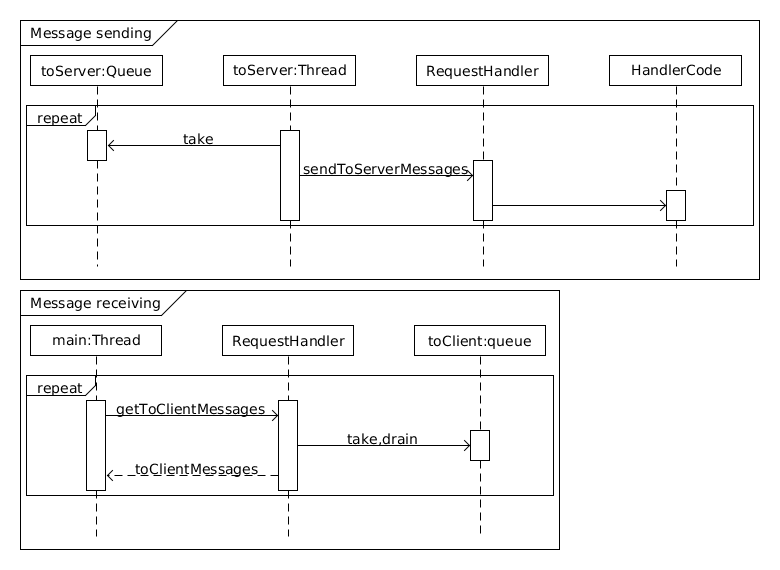 Message sending
toServer:Queue
toServer:Thread
RequestHandler
HandlerCode
repeat
take
sendToServerMessages
Message receiving
main:Thread
RequestHandler
toClient:queue
repeat
getToClientMessages
take,drain
toClientMessages